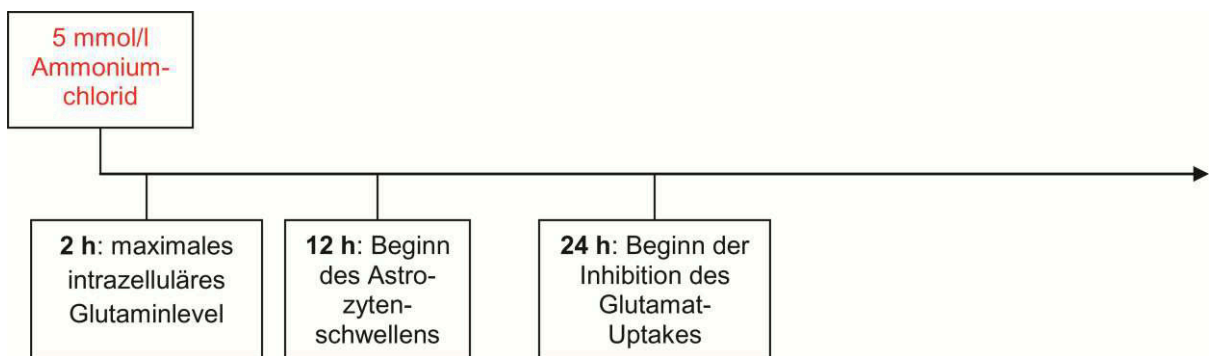 5 mmol/l
Ammonium-
chlorid
2 h: maximales
intrazelluläres
Glutaminlevel
12 h: Beginn
des Astro-
zyten-
schwellens
24 h: Beginn der
Inhibition des
Glutamat-
Uptakes